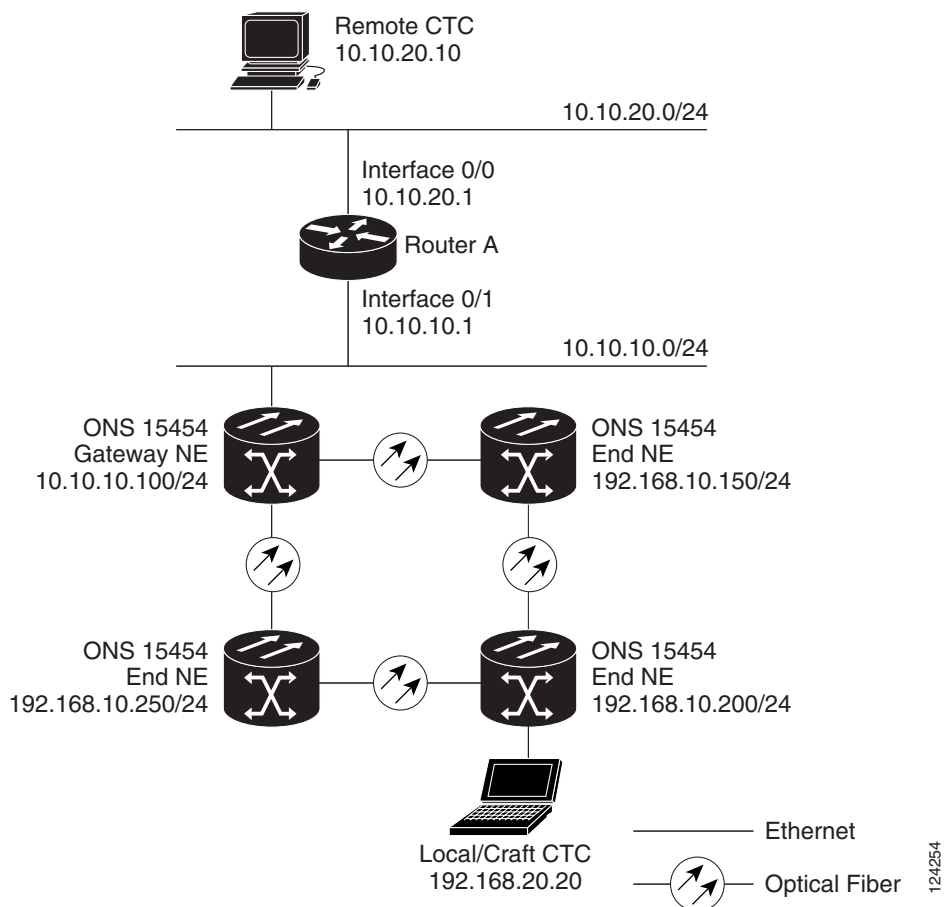 Remote CTC
10.10.20.10
10.10.20.0/24
Interface 0/0
10.10.20.1
Router A
Interface 0/1
10.10.10.1
10.10.10.0/24
ONS 15454
Gateway NE
10.10.10.100/24
ONS 15454
End NE
192.168.10.150/24
ONS 15454
End NE
192.168.10.250/24
ONS 15454
End NE
192.168.10.200/24
Local/Craft CTC
192.168.20.20
Ethernet
Optical Fiber
124254